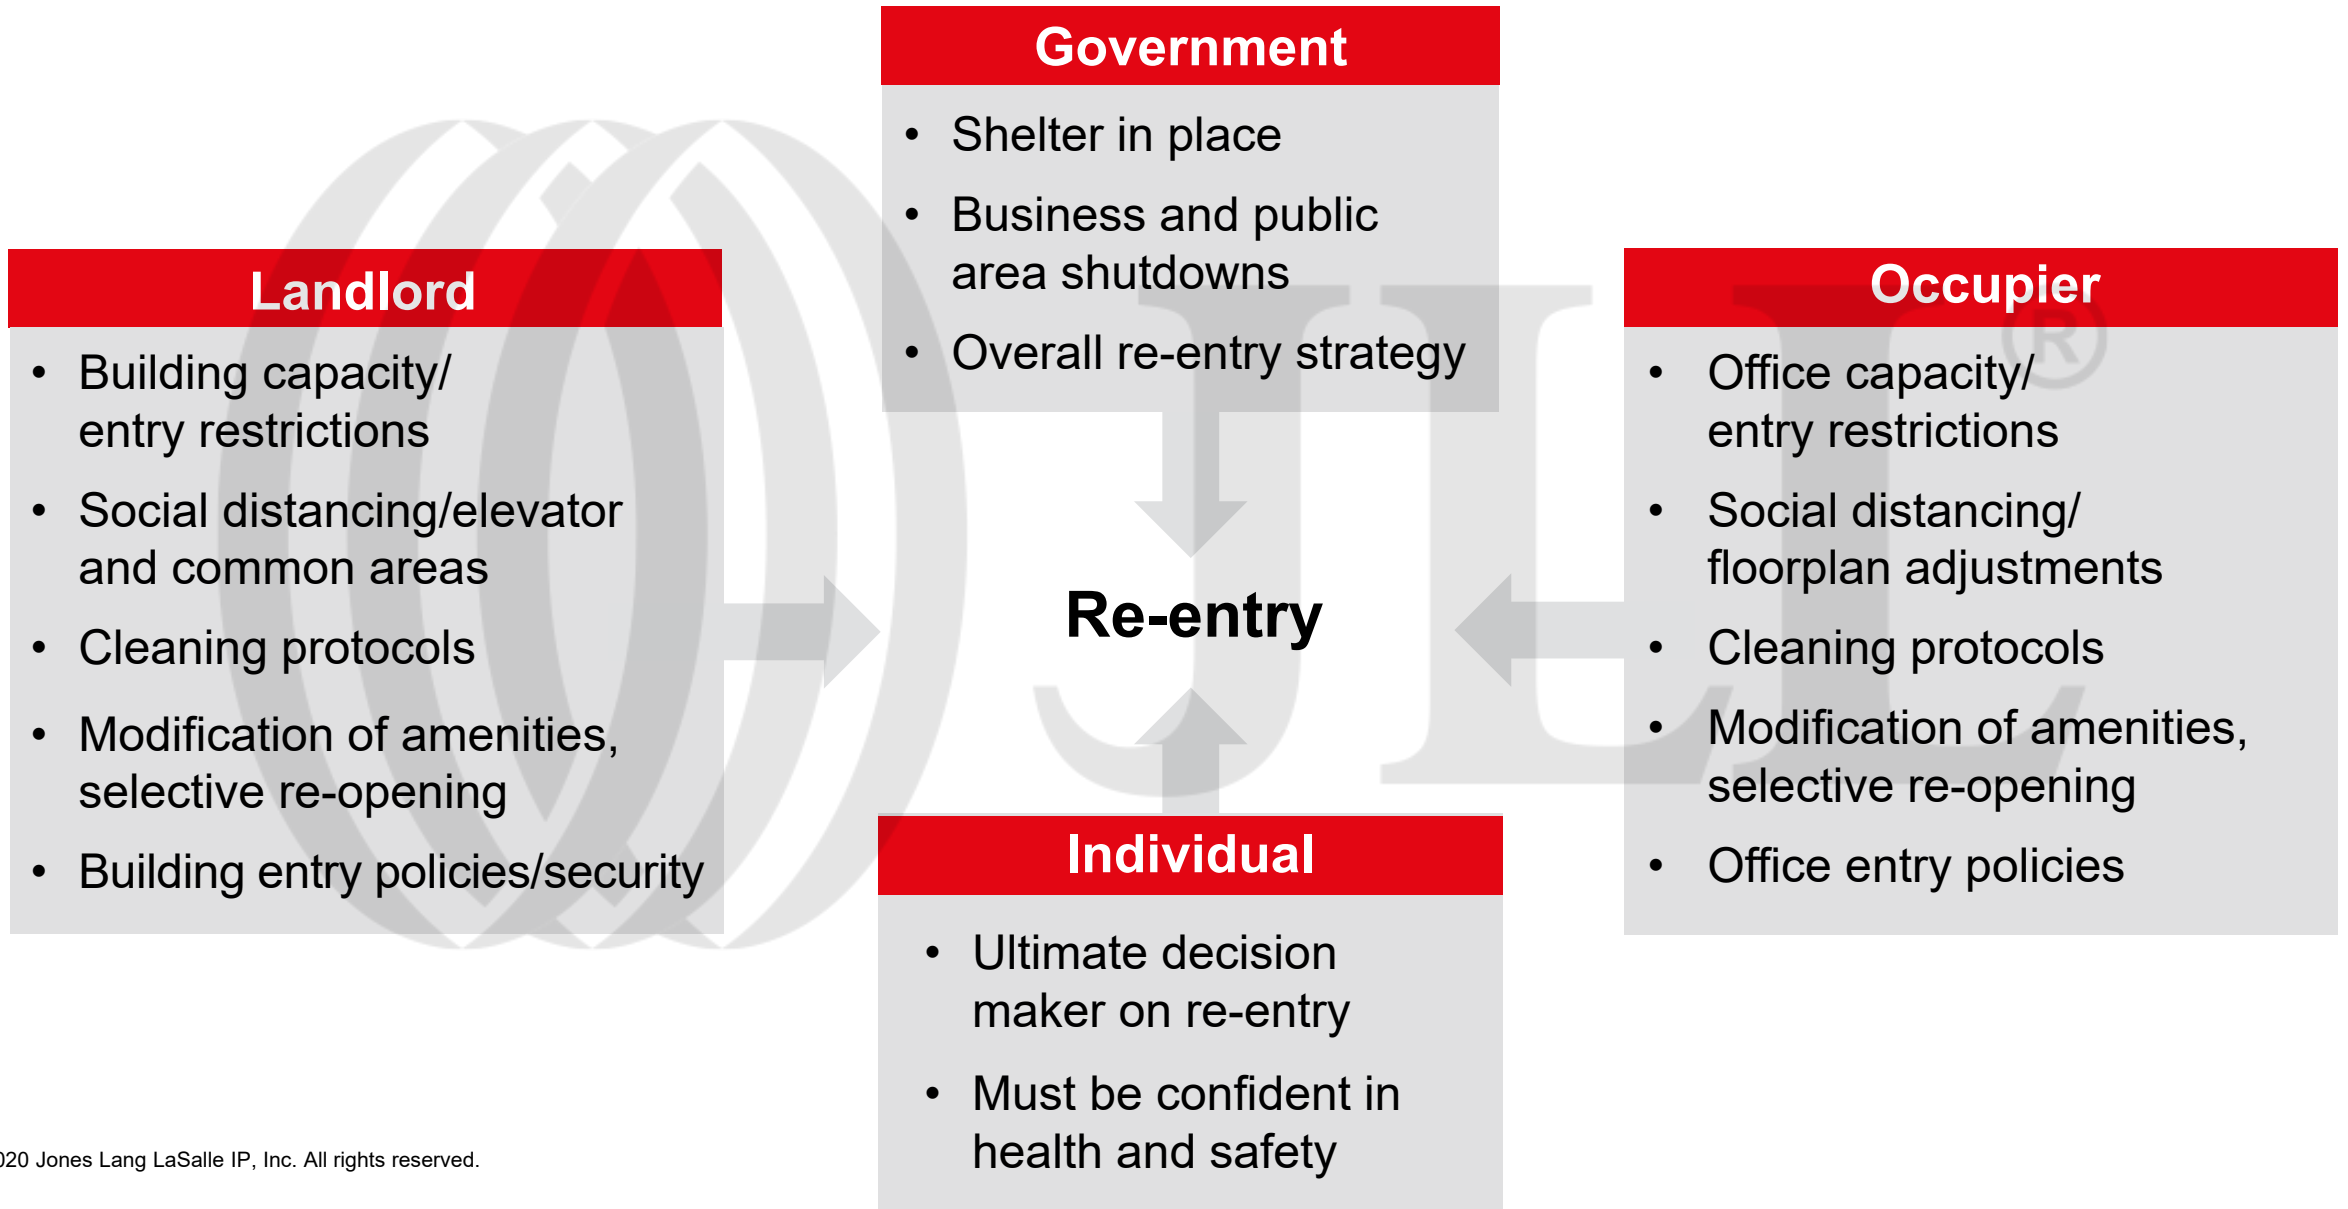 Government
• Shelter in place
• Business and public
area shutdowns
• Overall re-entry strategy
Landlord
• Building capacity/
entry restrictions
• Social distancing/elevator
and common areas
• Cleaning protocols
• Modification of amenities,
selective re-opening
• Building entry policies/security
Re-entry
Occupier
• Office capacity/
entry restrictions
• Social distancing/
floorplan adjustments
• Cleaning protocols
• Modification of amenities,
selective re-opening
• Office entry policies
Individual
• Ultimate decision
maker on re-entry
• Must be confident in
health and safety
JLL®
020 Jones Lang LaSalle IP, Inc. All rights reserved.